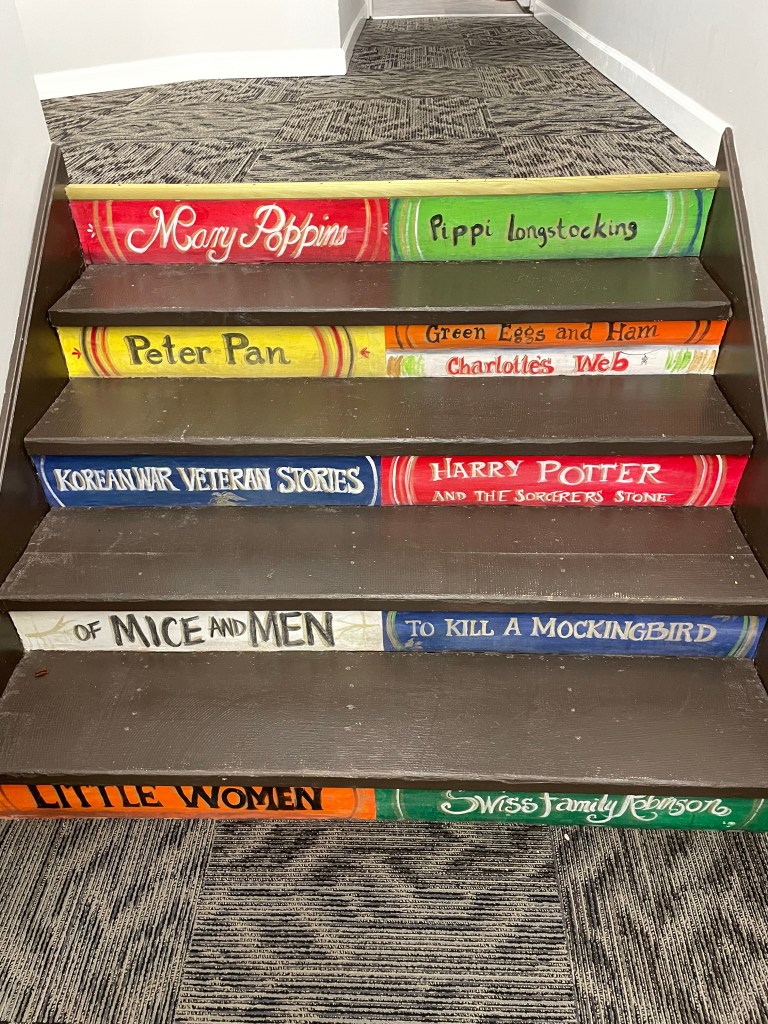 Mary Poppins
Pippi Longstocking
Peter Pan
Green Eggs and Ham
Charlotte's Web
KOREAN WAR VETERAN STORIES
HARRY POTTER
AND THE SORCERERS STONE
OF MICE AND MEN
TO KILL A MOCKINGBIRD
LITTLE WOMEN
Swiss Family Robinson